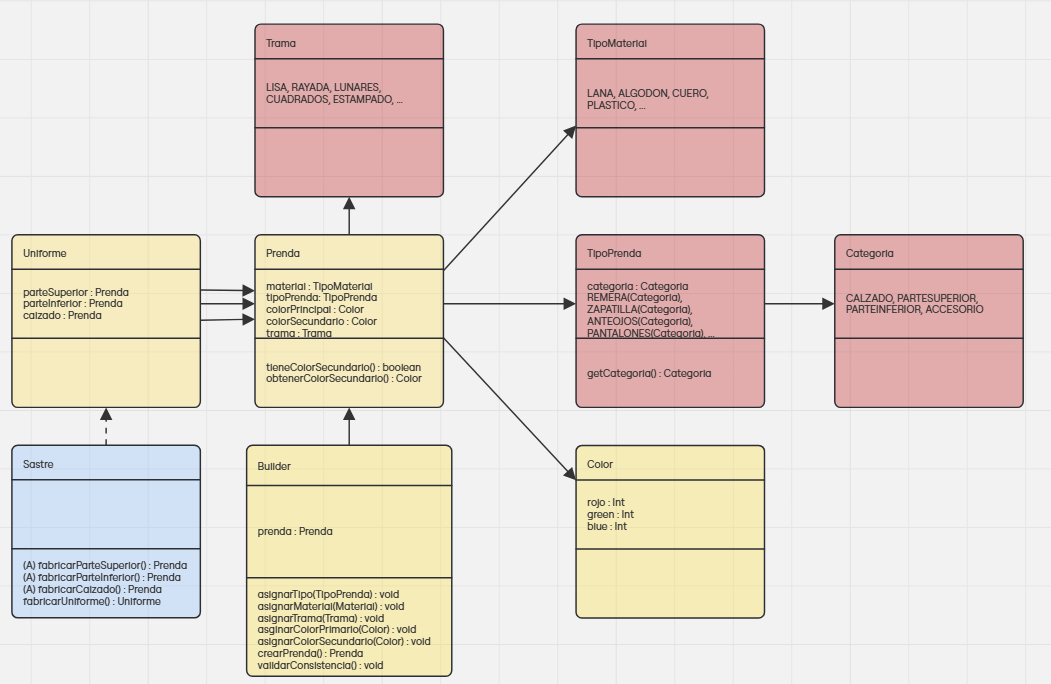 Trama
LISA, RAYADA, LUNARES,
CUADRADOS, ESTAMPADO, ...
TipoMaterial
LANA, ALGODON, CUERO,
PLASTICO, ...
Uniforme
parteSuperior : Prenda
parteInferior : Prenda
calzado : Prenda
Prenda
material : TipoMaterial
tipoPrenda: TipoPrenda
colorPrincipal : Color
colorSecundario : Color
trama : Trama
tieneColorSecundario() : boolean
obtenerColorSecundario() : Color
TipoPrenda
categoria : Categoria
REMERA(Categoria),
ZAPATILLA(Categoria),
ANTEOJOS(Categoria),
PANTALONES(Categoria), ...
getCategoria() : Categoria
Categoria
CALZADO, PARTESUPERIOR,
PARTEINFERIOR, ACCESORIO
Sastre
(A) fabricarParteSuperior() : Prenda
(A) fabricarParteInferior() : Prenda
(A) fabricarCalzado() : Prenda
fabricarUniforme() : Uniforme
Builder
prenda : Prenda
asignarTipo(TipoPrenda) : void
asignarMaterial(Material) : void
asignarTrama(Trama) : void
asginarColorPrimario(Color) : void
asignarColorSecundario(Color) : void
crearPrenda() : Prenda
validarConsistencia() : void
Color
rojo : Int
green : Int
blue : Int